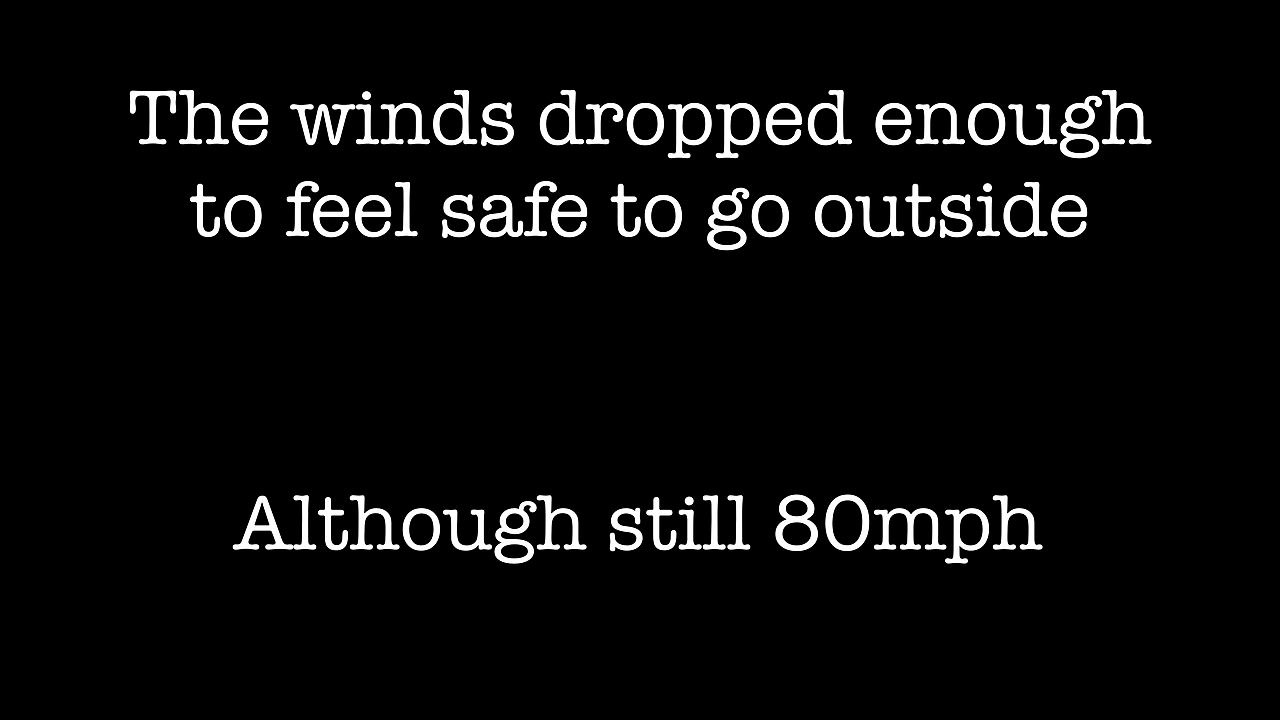 The winds dropped enough
to feel safe to go outside
Although still 80mph